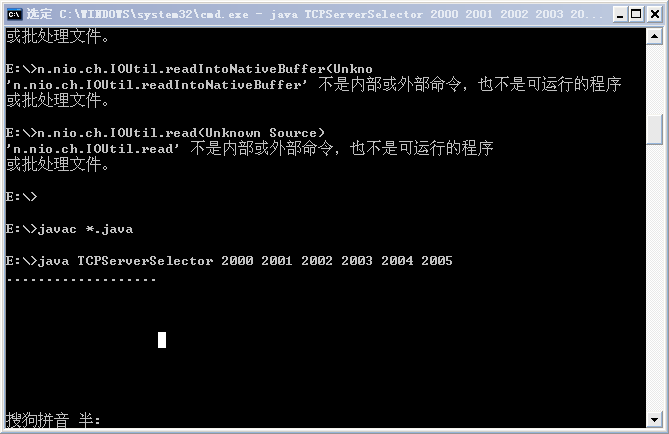 选定 C:\WINDOWS\system32\cmd.exe - java TCPServerSelector 2000 2001 2002 2003 20...
或批处理文件。
E:\>n.nio.ch.IOUtil.readIntoNativeBuffer(Unkno
'n.nio.ch.IOUtil.readIntoNativeBuffer' 不是内部或外部命令，也不是可运行的程序
或批处理文件。
E:\>n.nio.ch.IOUtil.read(Unknown Source)
'n.nio.ch.IOUtil.read' 不是内部或外部命令，也不是可运行的程序
或批处理文件。
E:\>
E:\>javac *.java
E:\>java TCPServerSelector 2000 2001 2002 2003 2004 2005
-------------------
搜狗拼音 半: